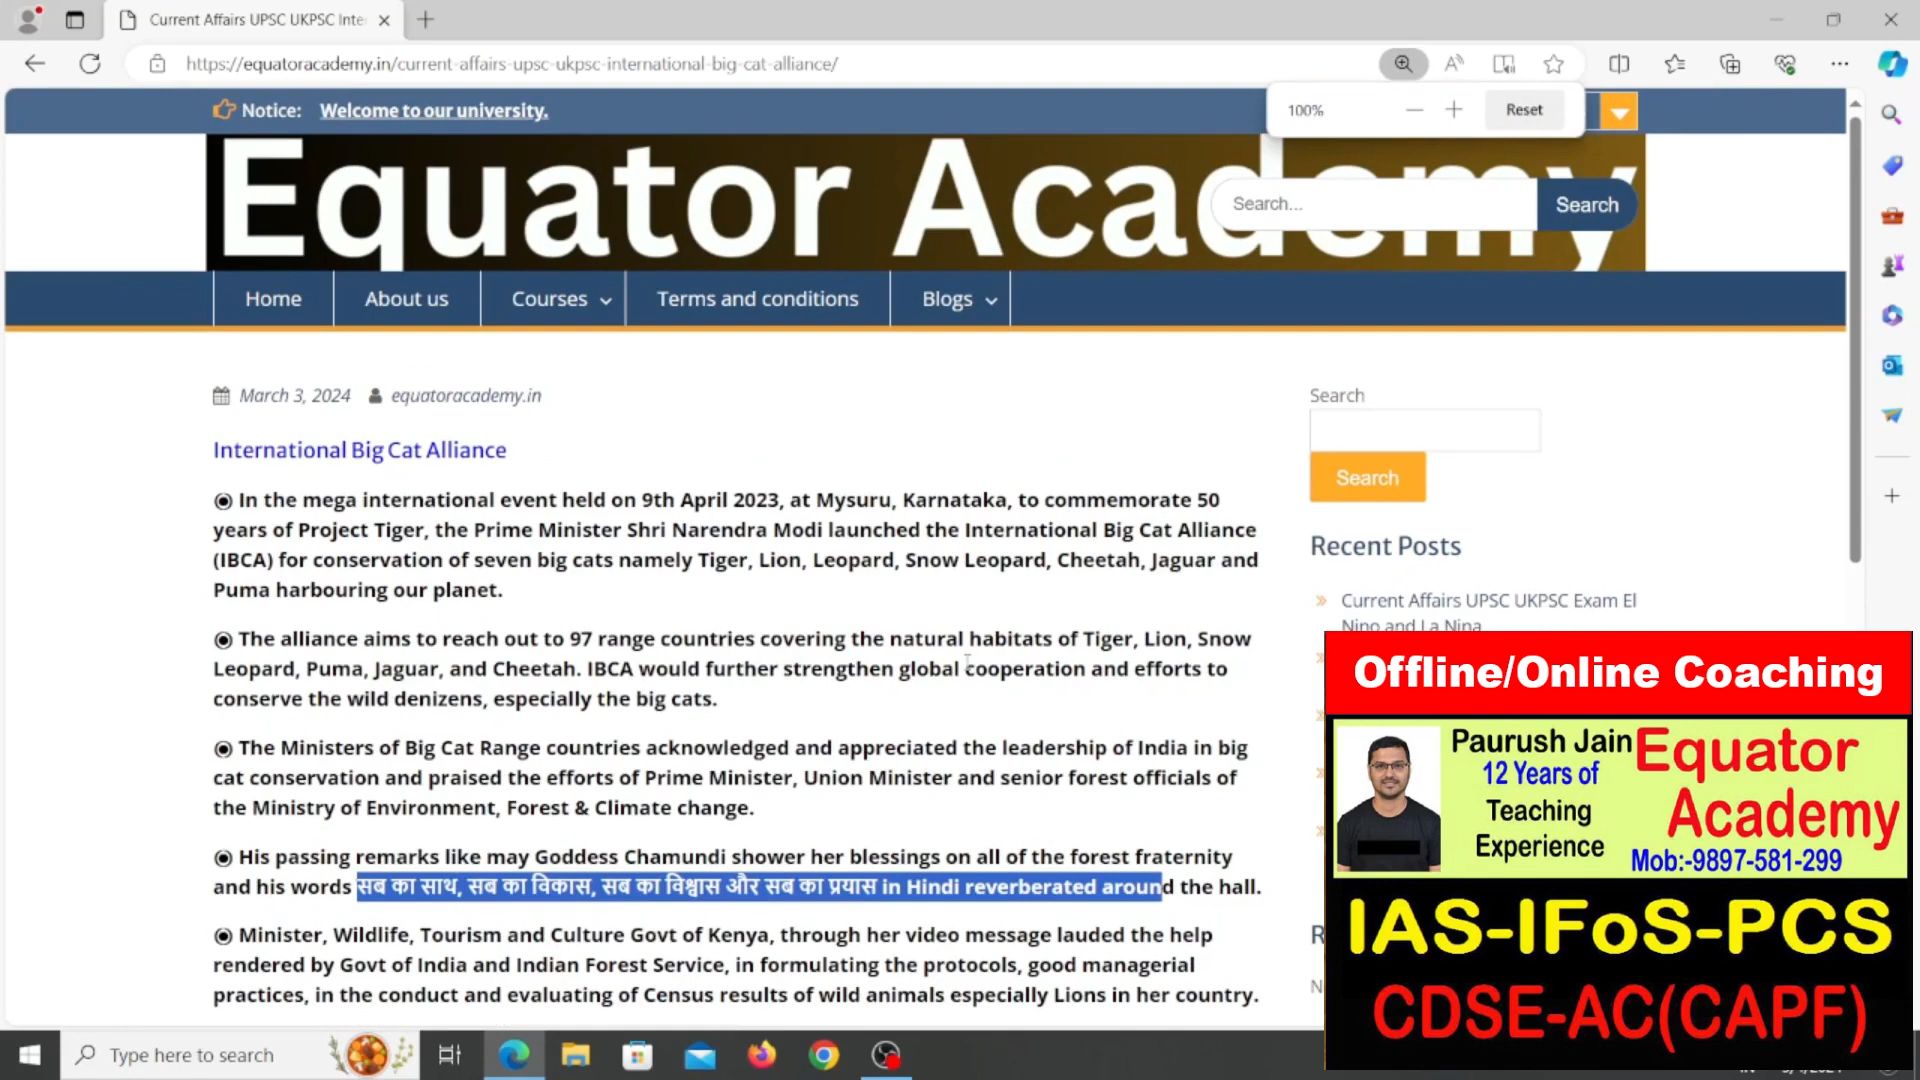 Current Affairs UPSC UKPSC Inte
https://equatoracademy.in/current-affairs-upsc-ukpsc-international-big-cat-alliance/
Notice: Welcome to our university.
100% Reset
Equator Academy
Search... Search
Home About us Courses Terms and conditions Blogs
March 3, 2024 equatoracademy.in
International Big Cat Alliance
In the mega international event held on 9th April 2023, at Mysuru, Karnataka, to commemorate 50
years of Project Tiger, the Prime Minister Shri Narendra Modi launched the International Big Cat Alliance
(IBCA) for conservation of seven big cats namely Tiger, Lion, Leopard, Snow Leopard, Cheetah, Jaguar and
Puma harbouring our planet.
The alliance aims to reach out to 97 range countries covering the natural habitats of Tiger, Lion, Snow
Leopard, Puma, Jaguar, and Cheetah. IBCA would further strengthen global cooperation and efforts to
conserve the wild denizens, especially the big cats.
The Ministers of Big Cat Range countries acknowledged and appreciated the leadership of India in big
cat conservation and praised the efforts of Prime Minister, Union Minister and senior forest officials of
the Ministry of Environment, Forest & Climate change.
His passing remarks like may Goddess Chamundi shower her blessings on all of the forest fraternity
and his words सब का साथ, सब का विकास, सब का विश्वास और सब का प्रयास in Hindi reverberated around the hall.
Minister, Wildlife, Tourism and Culture Govt of Kenya, through her video message lauded the help
rendered by Govt of India and Indian Forest Service, in formulating the protocols, good managerial
practices, in the conduct and evaluating of Census results of wild animals especially Lions in her country.
Search
Search
Recent Posts
Current Affairs UPSC UKPSC Exam El
Nino and La Nina
Offline/Online Coaching
Paurush Jain
12 Years of
Teaching
Experience
Equator
Academy
Mob:-9897-581-299
IAS-IFoS-PCS
CDSE-AC(CAPF)
Type here to search